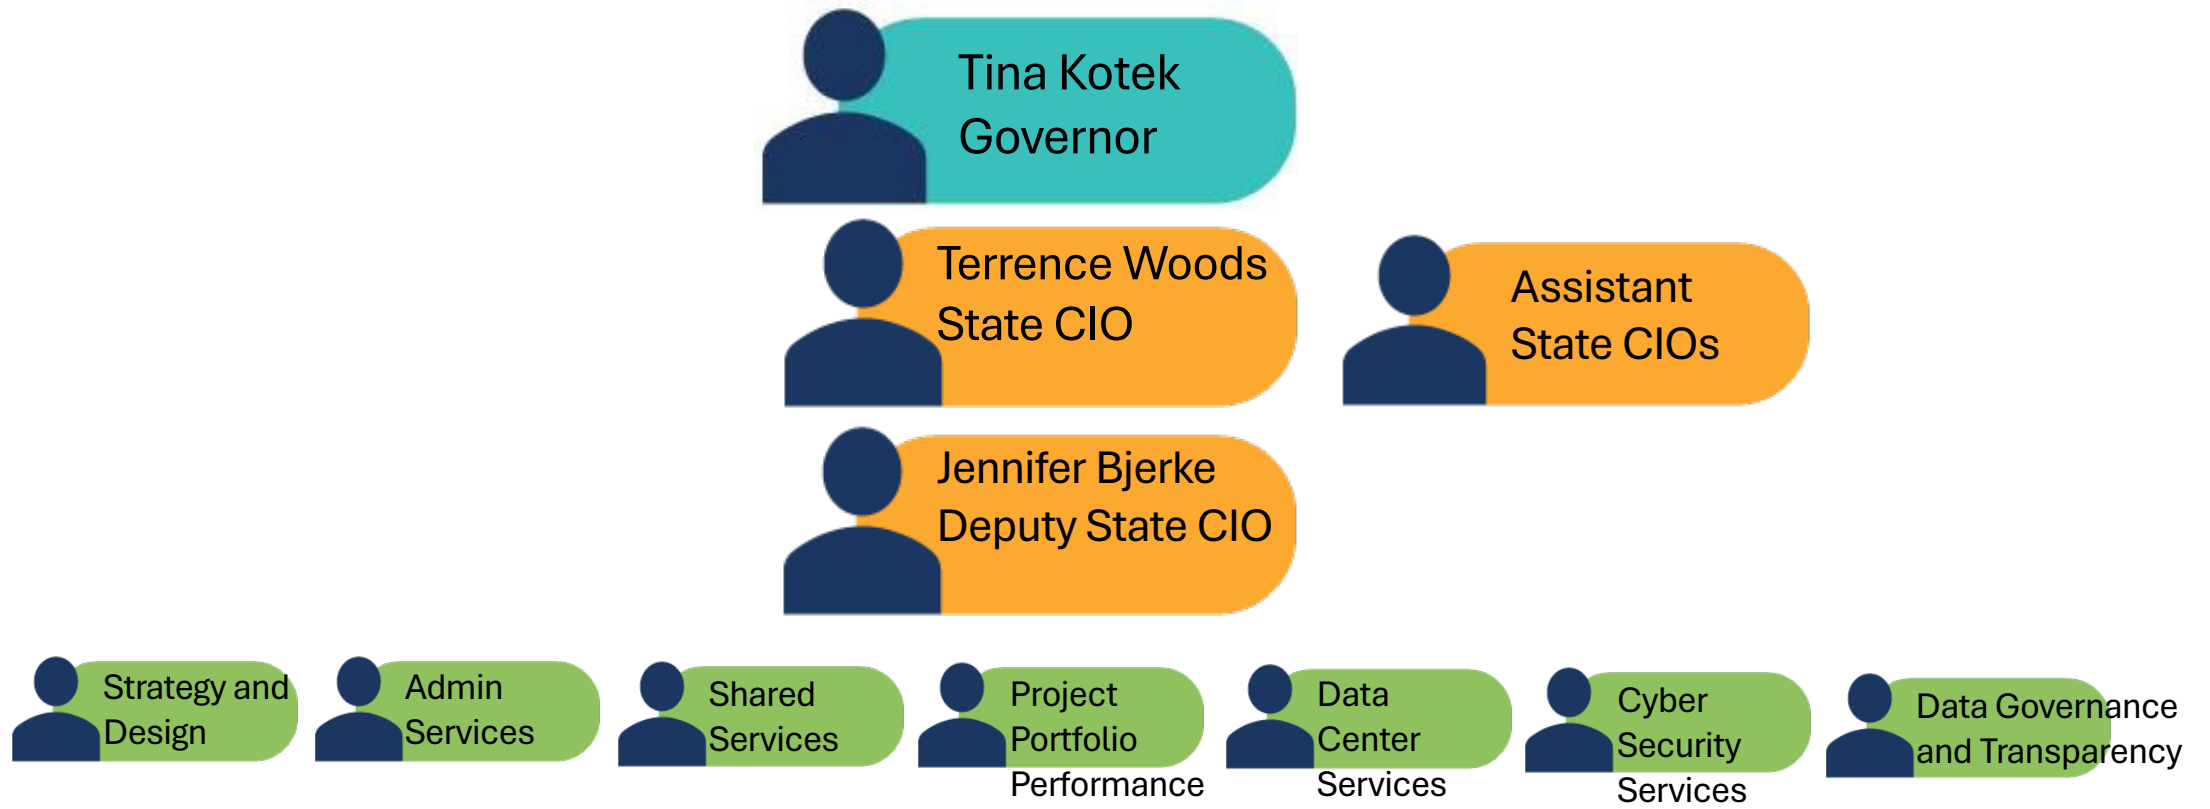 Tina Kotek
Governor
Terrence Woods
State CIO
Assistant
State CIOs
Jennifer Bjerke
Deputy State CIO
Strategy and
Design
Admin
Services
Shared
Services
Project
Portfolio
Performance
Data
Center
Services
Cyber
Security
Services
Data Governance
and Transparency